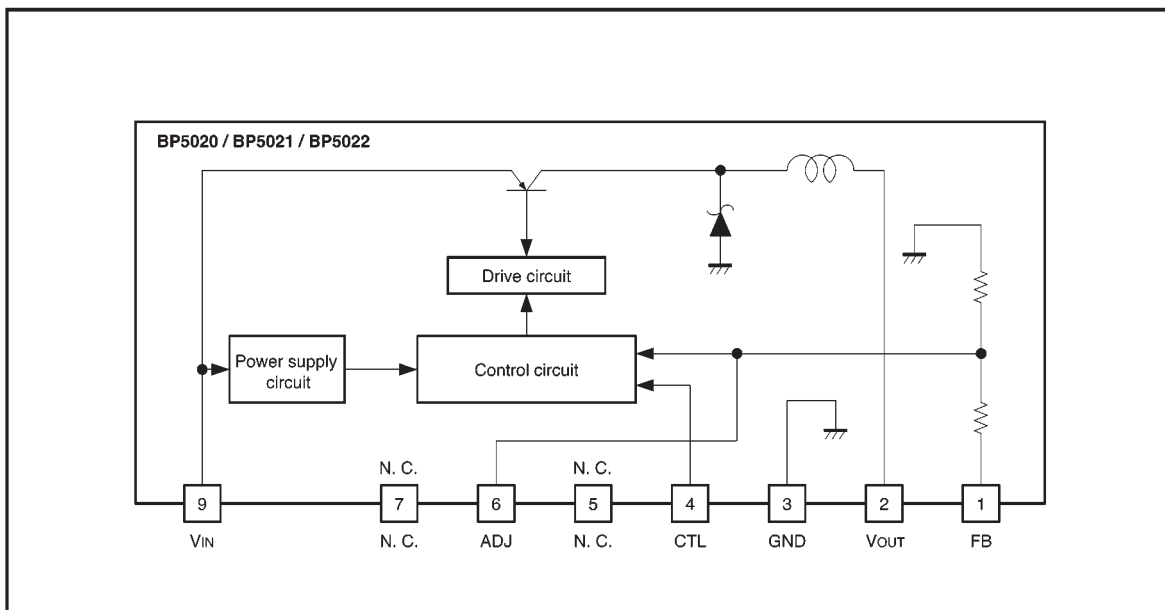 BP5020 / BP5021 / BP5022
Drive circuit
Power supply
circuit
Control circuit
N. C.
N. C.
9
7
6
5
4
3
2
1
VIN
N. C.
ADJ
N. C.
CTL
GND
VOUT
FB